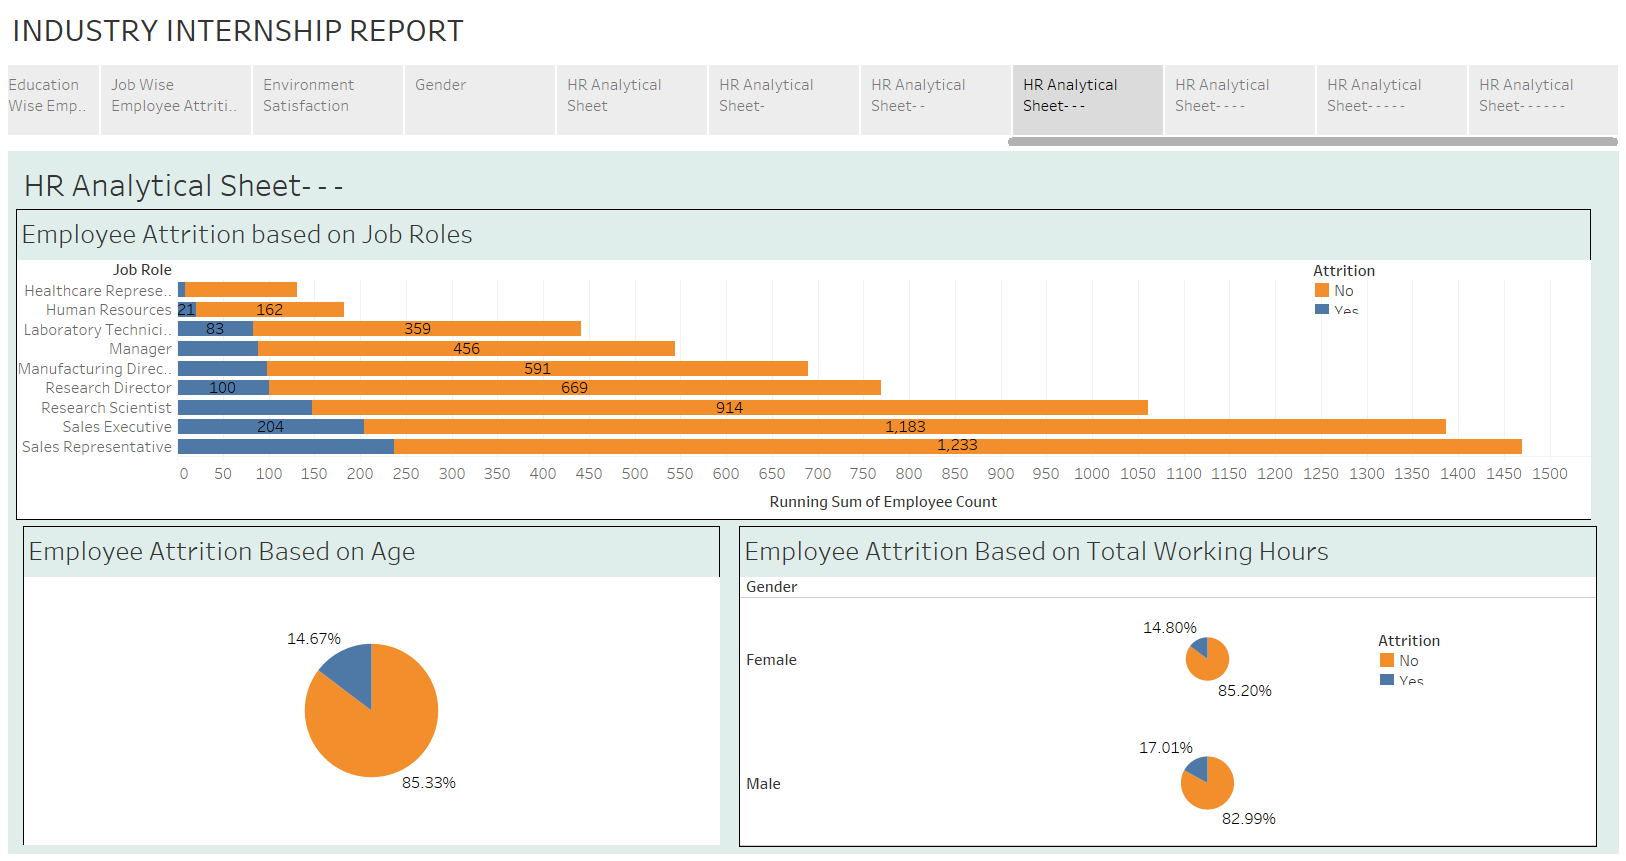 INDUSTRY INTERNSHIP REPORT
Education
Wise Emp..
Job Wise
Employee Attriti..
Environment
Satisfaction
Gender
HR Analytical
Sheet
HR Analytical
Sheet-
HR Analytical
Sheet- -
HR Analytical
Sheet- - -
HR Analytical
Sheet- - - -
HR Analytical
Sheet- - - - -
HR Analytical
Sheet- - - - - -
HR Analytical Sheet- - -
Employee Attrition based on Job Roles
Job Role
Attrition
No
Yes
Healthcare Represe..
Human Resources 21 162
Laboratory Technici.. 83 359
Manager 456
Manufacturing Direc.. 591
Research Director 100 669
Research Scientist 914
Sales Executive 204 1,183
Sales Representative 1,233
0 50 100 150 200 250 300 350 400 450 500 550 600 650 700 750 800 850 900 950 1000 1050 1100 1150 1200 1250 1300 1350 1400 1450 1500
Running Sum of Employee Count
Employee Attrition Based on Age
14.67%
85.33%
Employee Attrition Based on Total Working Hours
Gender
Female
14.80%
85.20%
Attrition
No
Yes
Male
17.01%
82.99%